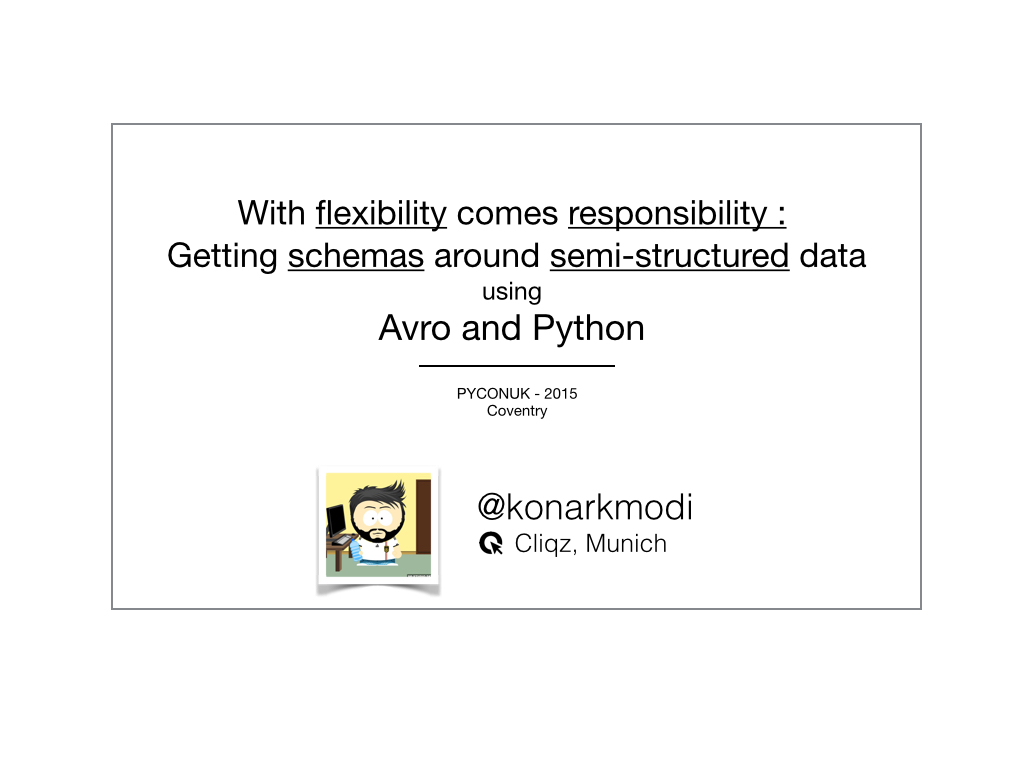 With flexibility comes responsibility :
Getting schemas around semi-structured data
using
Avro and Python
PYCONUK - 2015
Coventry
@konarkmodi
Cliqz, Munich